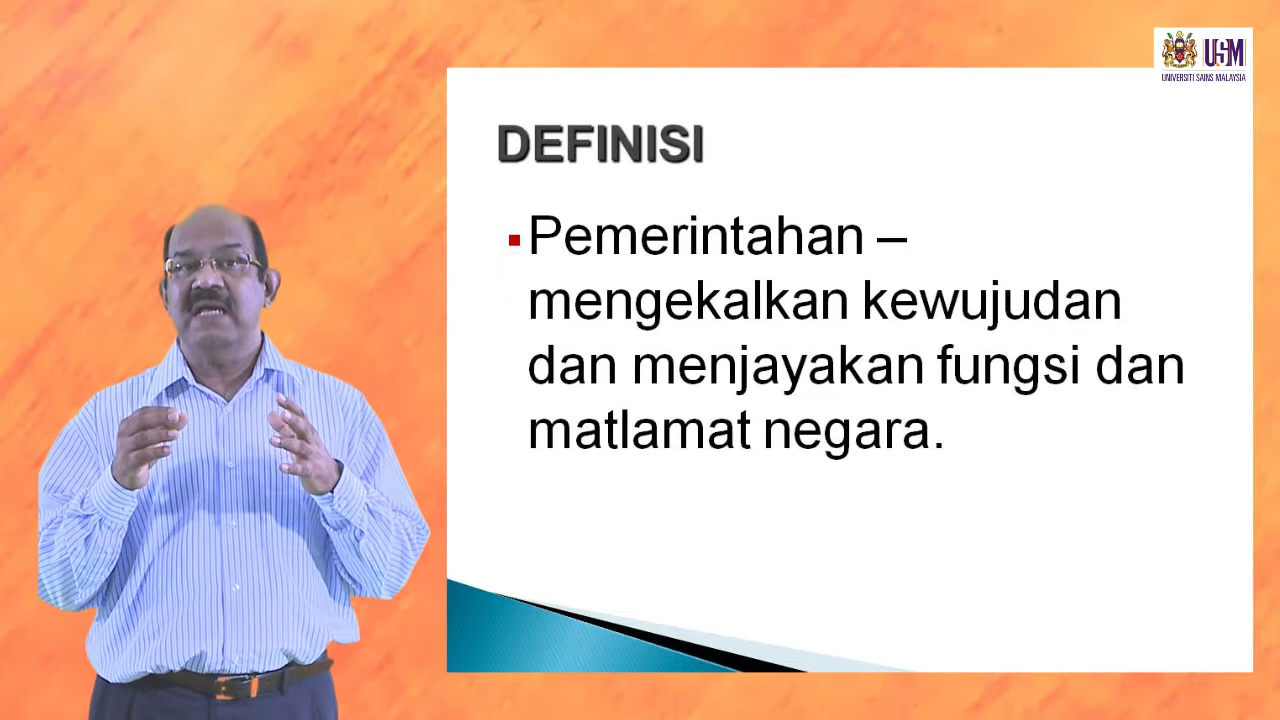 USM
UNIVERSITI SAINS MALAYSIA
DEFINISI
Pemerintahan –
mengekalkan kewujudan
dan menjayakan fungsi dan
matlamat negara.